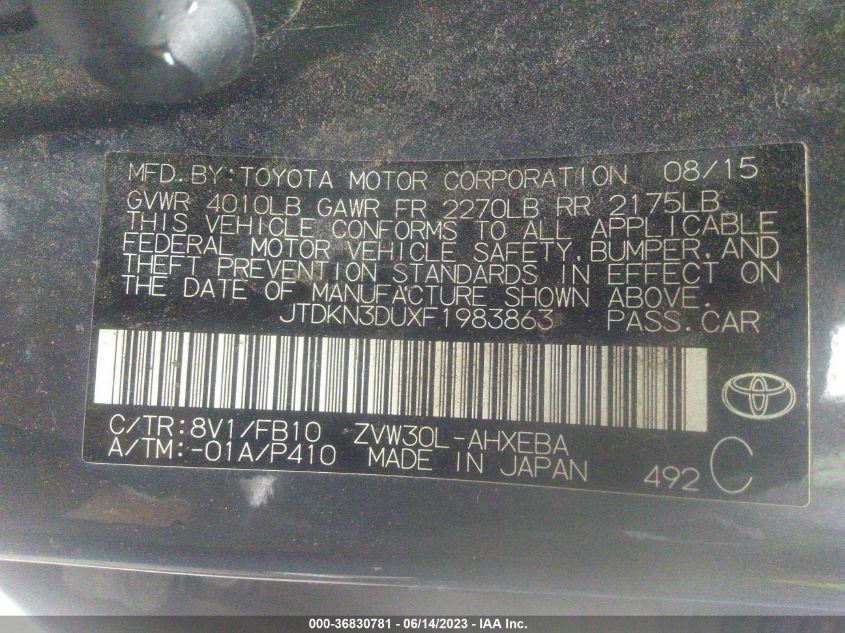 MFD. BY: TOYOTA MOTOR CORPORATION 08/15
GVWR 4010LB GAWR FR 2270LB RR 2175LB
THIS VEHICLE CONFORMS TO ALL APPLICABLE
FEDERAL MOTOR VEHICLE SAFETY, BUMPER, AND
THEFT PREVENTION STANDARDS IN EFFECT ON
THE DATE OF MANUFACTURE SHOWN ABOVE.
JTDKN3DUXF1983863 PASS. CAR
C/TR: 8V1/FB10 ZVW30L-AHXEBA
A/TM: -01A/P410 MADE IN JAPAN 492 C
000-36830781 - 06/14/2023 - IAA Inc.